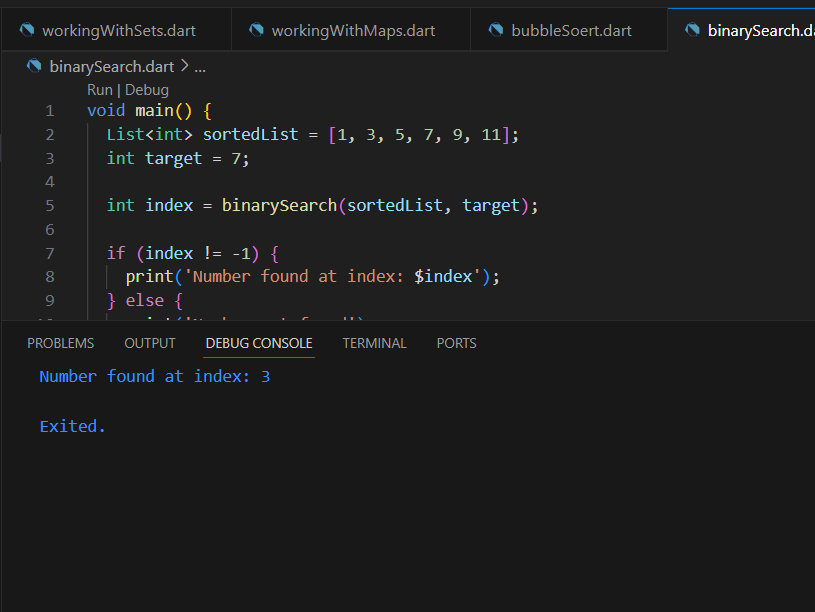 workingWithSets.dart workingWithMaps.dart bubbleSoert.dart binarySearch.da
binarySearch.dart > ...
Run | Debug
1 void main() {
2 List<int> sortedList = [1, 3, 5, 7, 9, 11];
3 int target = 7;
4
5 int index = binarySearch(sortedList, target);
6
7 if (index != -1) {
8 print('Number found at index: $index');
9 } else {
PROBLEMS OUTPUT DEBUG CONSOLE TERMINAL PORTS
Number found at index: 3
Exited.